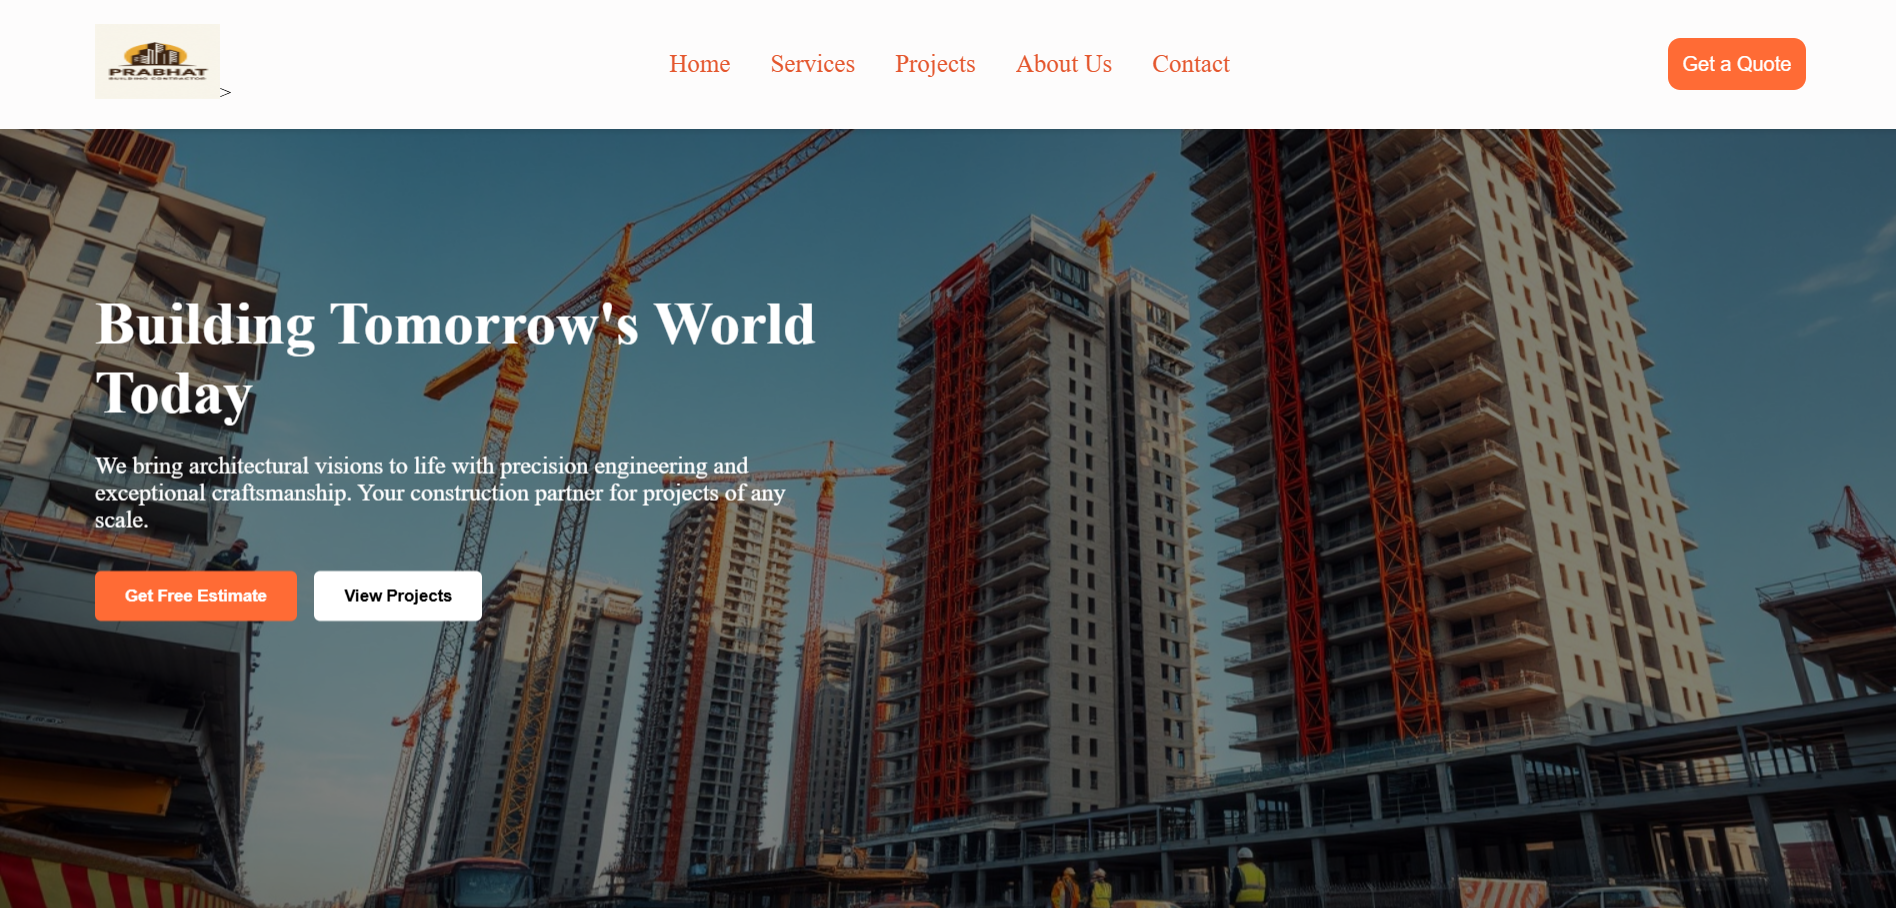 PRABHAT
BUILDING CONTRACTOR
>
Home
Services
Projects
About Us
Contact
Get a Quote
Building Tomorrow's World
Today
We bring architectural visions to life with precision engineering and
exceptional craftsmanship. Your construction partner for projects of any
scale.
Get Free Estimate
View Projects